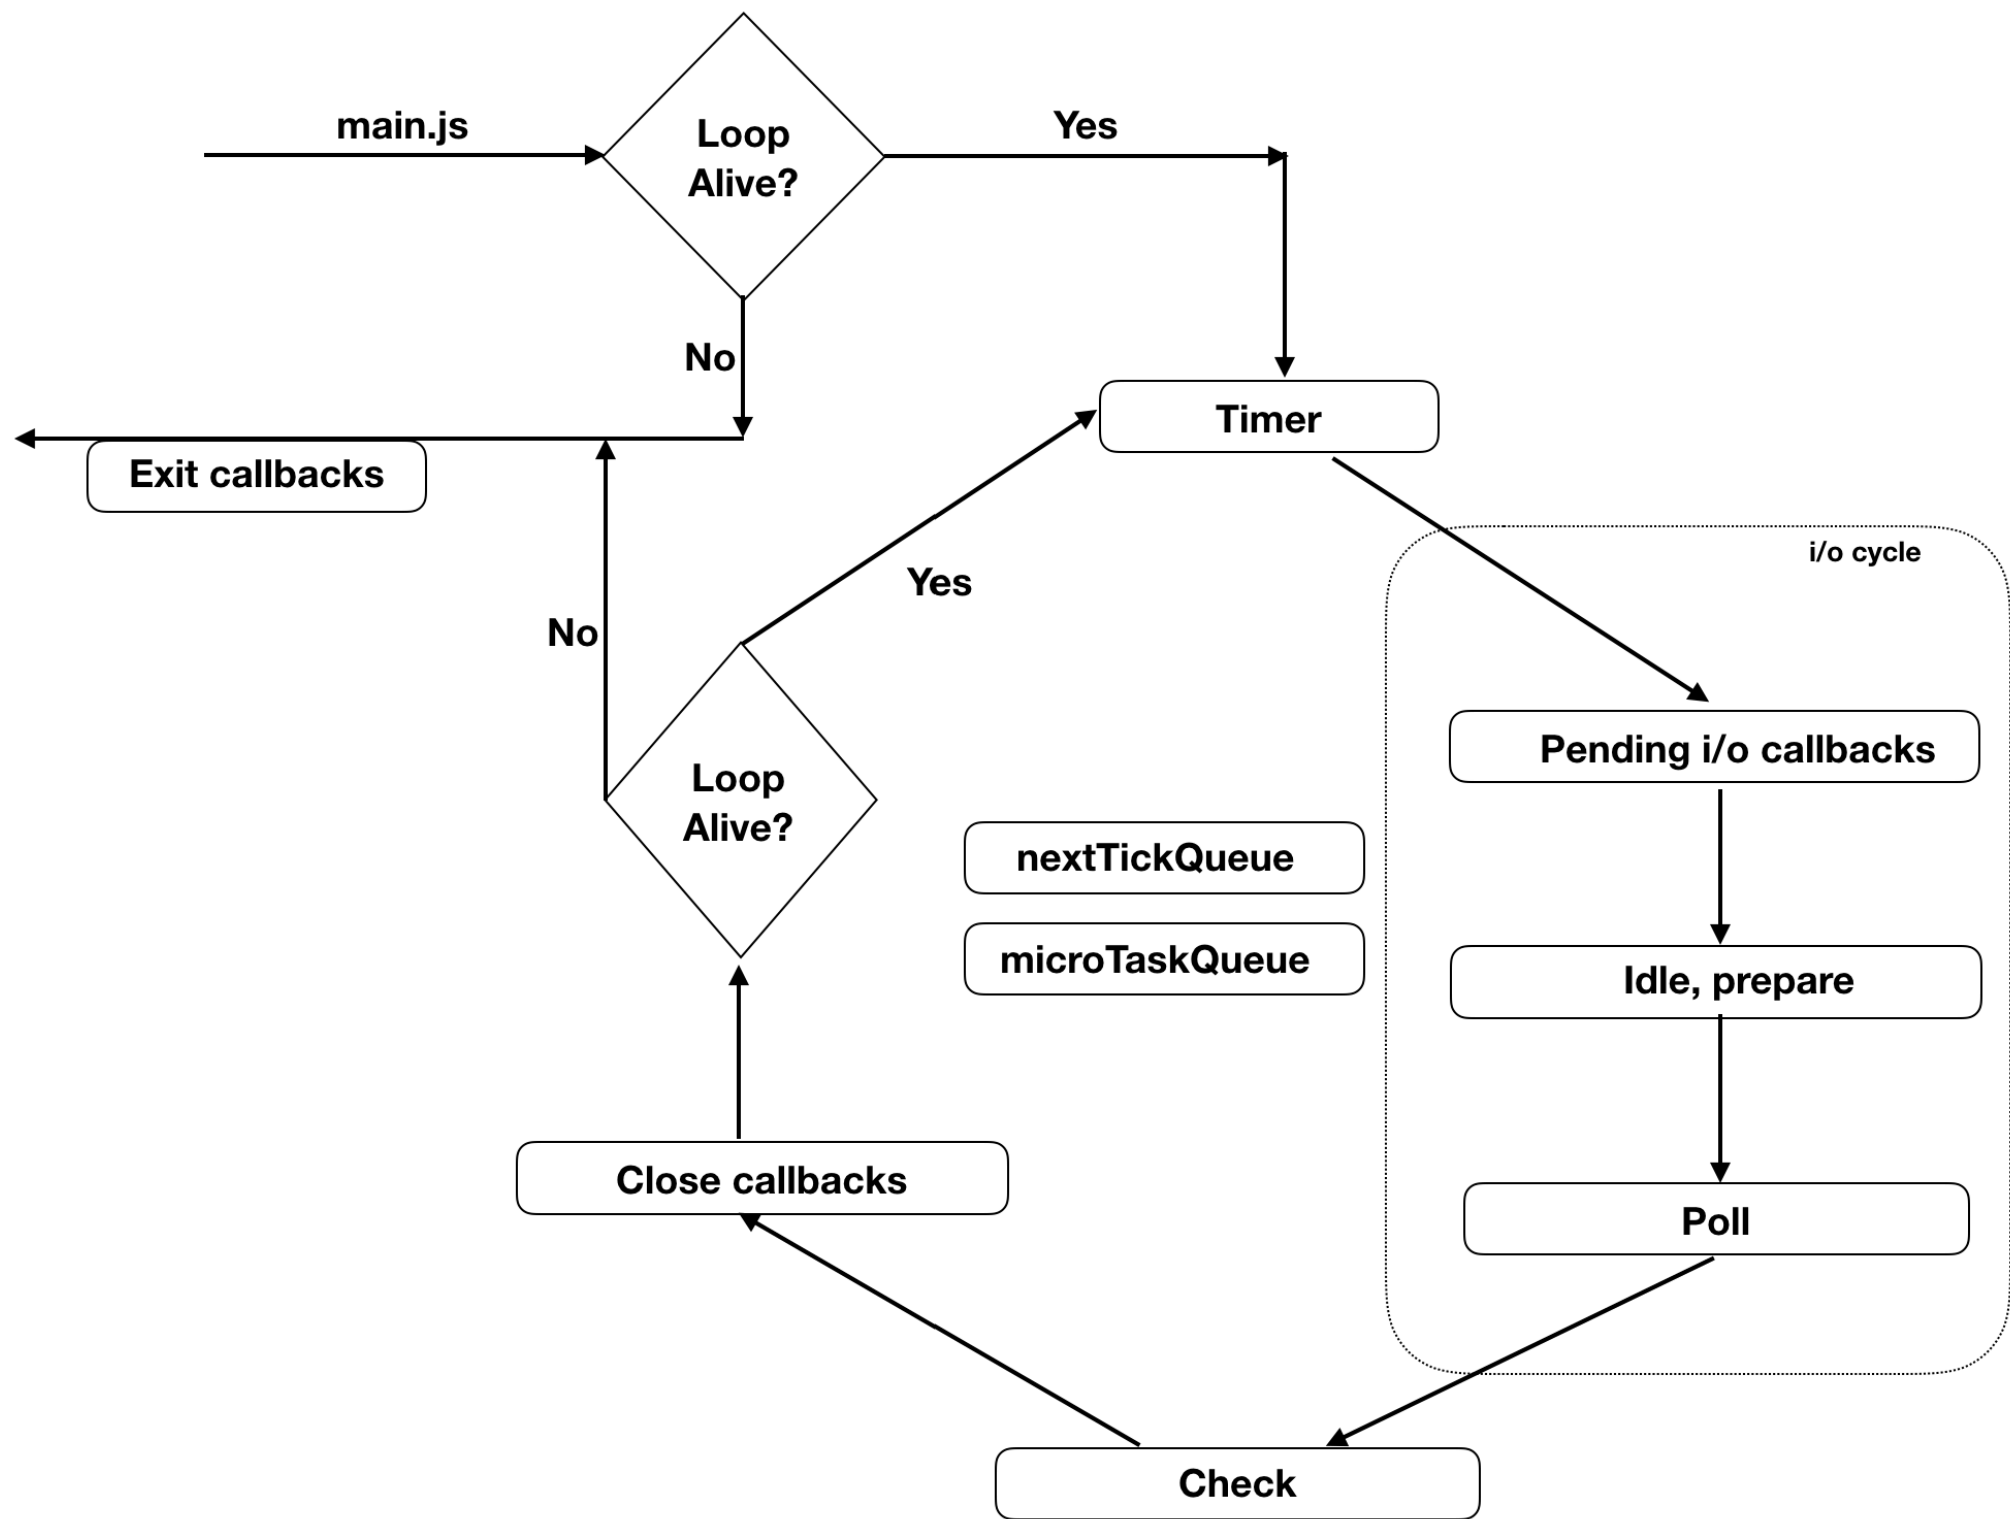 main.js
Loop
Alive?
Yes
No
Timer
Exit callbacks
i/o cycle
Yes
No
Pending i/o callbacks
Loop
Alive?
nextTickQueue
microTaskQueue
Idle, prepare
Close callbacks
Poll
Check